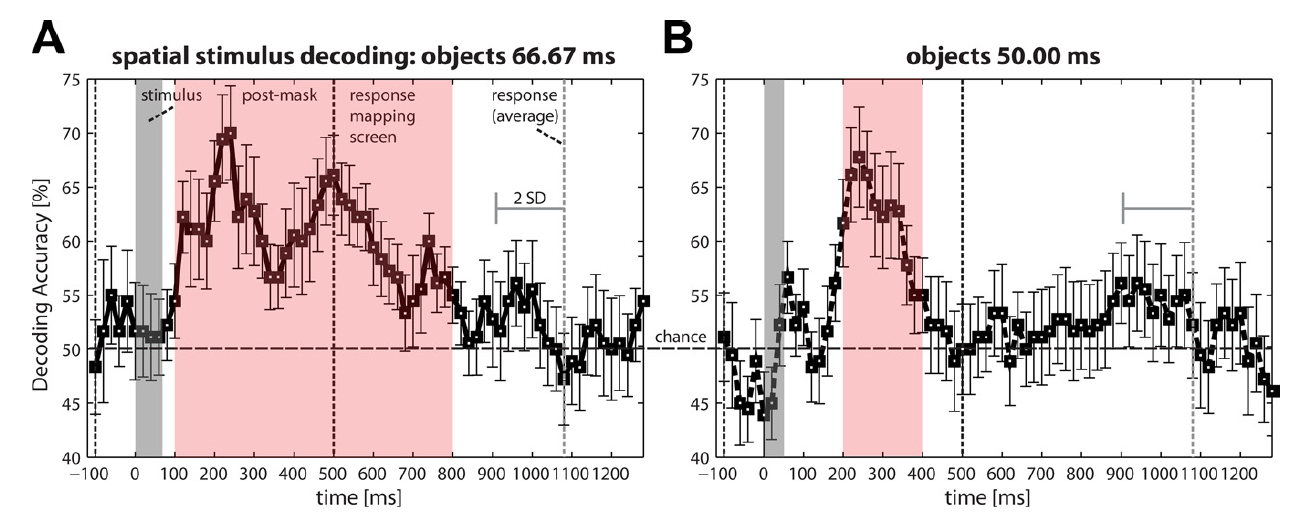 A
spatial stimulus decoding: objects 66.67 ms
Decoding Accuracy [%]
75
70
65
60
55
50
45
40
stimulus
post-mask
response
mapping
screen
response
(average)
2 SD
chance
−100 0 100 200 300 400 500 600 700 800 900 1000 1100 1200
time [ms]
B
objects 50.00 ms
75
70
65
60
55
50
45
40
−100 0 100 200 300 400 500 600 700 800 900 1000 1100 1200
time [ms]